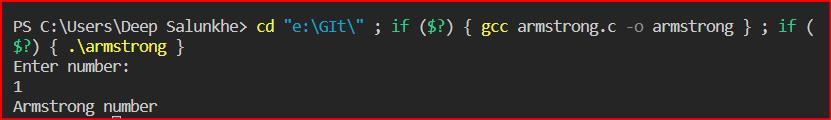 PS C:\Users\Deep Salunkhe> cd "e:\GIt\" ; if ($?) { gcc armstrong.c -o armstrong } ; if (
$?) { .\armstrong }
Enter number:
1
Armstrong number